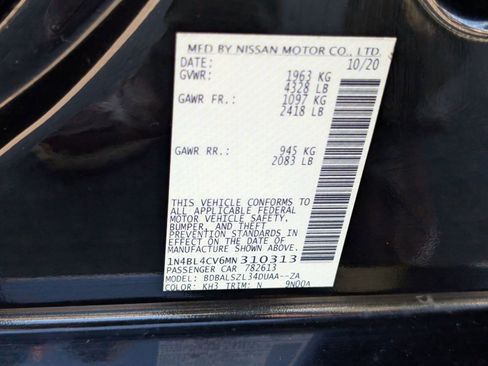 MFD BY NISSAN MOTOR CO., LTD.
DATE: 10/20
GVWR: 1963 KG
4328 LB
GAWR FR.: 1097 KG
2418 LB
GAWR RR.: 945 KG
2083 LB
THIS VEHICLE CONFORMS TO
ALL APPLICABLE FEDERAL
MOTOR VEHICLE SAFETY,
BUMPER, AND THEFT
PREVENTION STANDARDS IN
EFFECT ON THE DATE OF
MANUFACTURE SHOWN ABOVE.
1N4BL4CV6MN310313
PASSENGER CAR 782613
MODEL: BDBALSZL34DUAA--ZA
COLOR: KH3 TRIM: N 9N00A